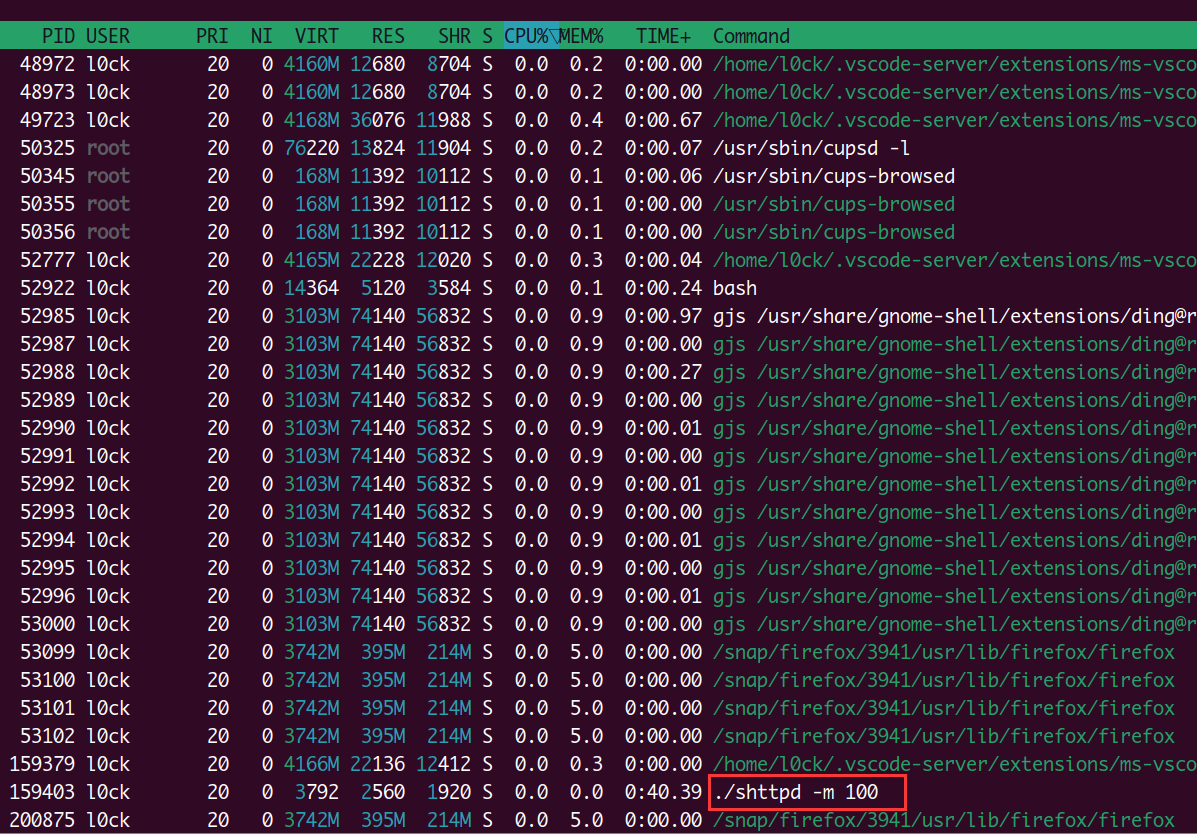 PID USER PRI NI VIRT RES SHR S CPU%▽MEM% TIME+ Command
48972 l0ck 20 0 4160M 12680 8704 S 0.0 0.2 0:00.00 /home/l0ck/.vscode-server/extensions/ms-vsco
48973 l0ck 20 0 4160M 12680 8704 S 0.0 0.2 0:00.00 /home/l0ck/.vscode-server/extensions/ms-vsco
49723 l0ck 20 0 4168M 36076 11988 S 0.0 0.4 0:00.67 /home/l0ck/.vscode-server/extensions/ms-vsco
50325 root 20 0 76220 13824 11904 S 0.0 0.2 0:00.07 /usr/sbin/cupsd -l
50345 root 20 0 168M 11392 10112 S 0.0 0.1 0:00.06 /usr/sbin/cups-browsed
50355 root 20 0 168M 11392 10112 S 0.0 0.1 0:00.00 /usr/sbin/cups-browsed
50356 root 20 0 168M 11392 10112 S 0.0 0.1 0:00.00 /usr/sbin/cups-browsed
52777 l0ck 20 0 4165M 22228 12020 S 0.0 0.3 0:00.04 /home/l0ck/.vscode-server/extensions/ms-vsco
52922 l0ck 20 0 14364 5120 3584 S 0.0 0.1 0:00.24 bash
52985 l0ck 20 0 3103M 74140 56832 S 0.0 0.9 0:00.97 gjs /usr/share/gnome-shell/extensions/ding@r
52987 l0ck 20 0 3103M 74140 56832 S 0.0 0.9 0:00.00 gjs /usr/share/gnome-shell/extensions/ding@r
52988 l0ck 20 0 3103M 74140 56832 S 0.0 0.9 0:00.27 gjs /usr/share/gnome-shell/extensions/ding@r
52989 l0ck 20 0 3103M 74140 56832 S 0.0 0.9 0:00.00 gjs /usr/share/gnome-shell/extensions/ding@r
52990 l0ck 20 0 3103M 74140 56832 S 0.0 0.9 0:00.01 gjs /usr/share/gnome-shell/extensions/ding@r
52991 l0ck 20 0 3103M 74140 56832 S 0.0 0.9 0:00.00 gjs /usr/share/gnome-shell/extensions/ding@r
52992 l0ck 20 0 3103M 74140 56832 S 0.0 0.9 0:00.01 gjs /usr/share/gnome-shell/extensions/ding@r
52993 l0ck 20 0 3103M 74140 56832 S 0.0 0.9 0:00.00 gjs /usr/share/gnome-shell/extensions/ding@r
52994 l0ck 20 0 3103M 74140 56832 S 0.0 0.9 0:00.01 gjs /usr/share/gnome-shell/extensions/ding@r
52995 l0ck 20 0 3103M 74140 56832 S 0.0 0.9 0:00.00 gjs /usr/share/gnome-shell/extensions/ding@r
52996 l0ck 20 0 3103M 74140 56832 S 0.0 0.9 0:00.01 gjs /usr/share/gnome-shell/extensions/ding@r
53000 l0ck 20 0 3103M 74140 56832 S 0.0 0.9 0:00.00 gjs /usr/share/gnome-shell/extensions/ding@r
53099 l0ck 20 0 3742M 395M 214M S 0.0 5.0 0:00.00 /snap/firefox/3941/usr/lib/firefox/firefox
53100 l0ck 20 0 3742M 395M 214M S 0.0 5.0 0:00.00 /snap/firefox/3941/usr/lib/firefox/firefox
53101 l0ck 20 0 3742M 395M 214M S 0.0 5.0 0:00.00 /snap/firefox/3941/usr/lib/firefox/firefox
53102 l0ck 20 0 3742M 395M 214M S 0.0 5.0 0:00.00 /snap/firefox/3941/usr/lib/firefox/firefox
159379 l0ck 20 0 4166M 22136 12412 S 0.0 0.3 0:00.00 /home/l0ck/.vscode-server/extensions/ms-vsco
159403 l0ck 20 0 3792 2560 1920 S 0.0 0.0 0:40.39 ./shttpd -m 100
200875 l0ck 20 0 3742M 395M 214M S 0.0 5.0 0:00.00 /snap/firefox/3941/usr/lib/firefox/firefox